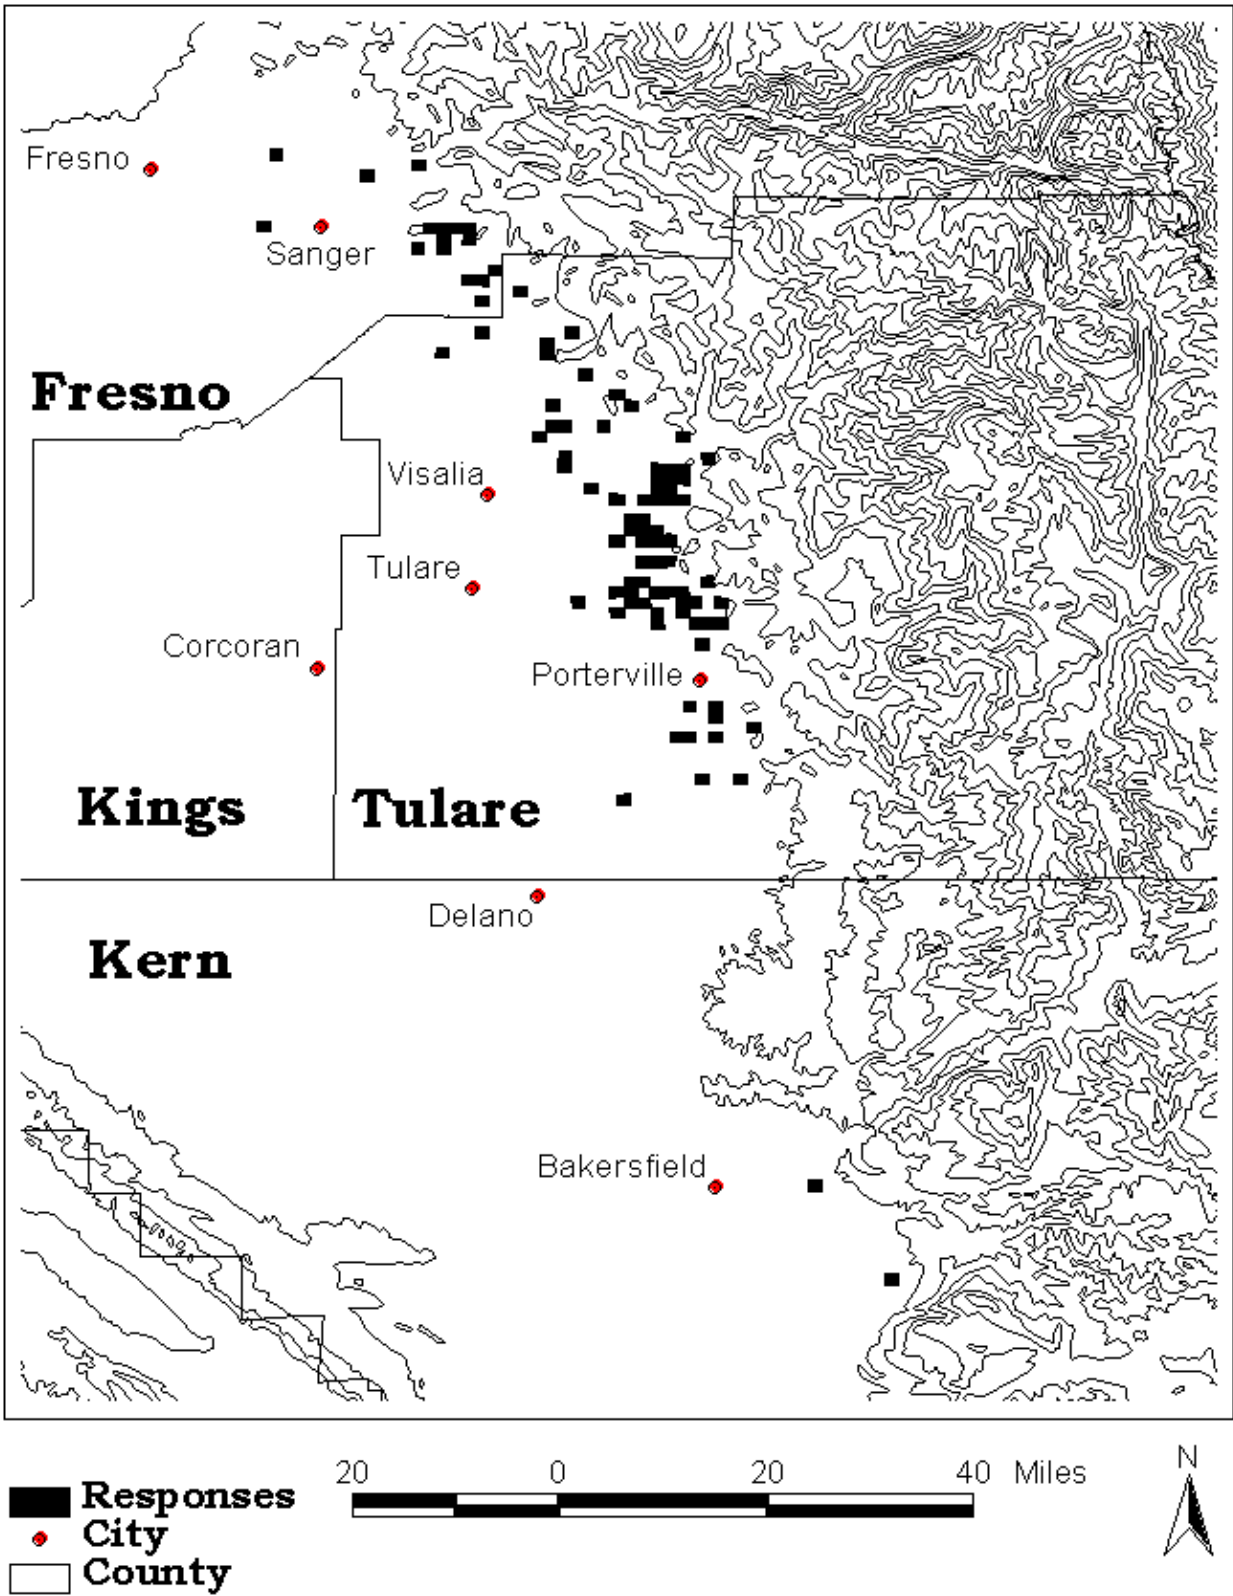 Fresno
Sanger
Fresno
Visalia
Tulare
Corcoran
Porterville
Kings
Tulare
Delano
Kern
Bakersfield
20 0 20 40 Miles
N
Responses
City
County